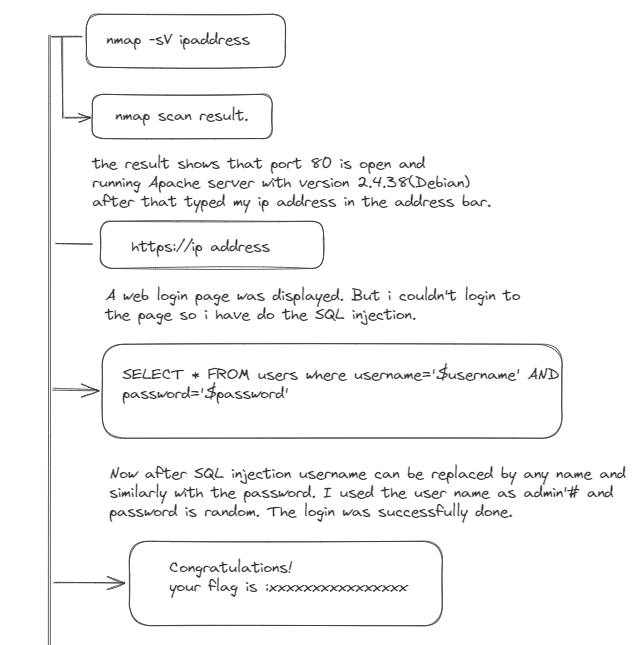 nmap -sV ipaddress
nmap scan result.
the result shows that port 80 is open and
running Apache server with version 2.4.38(Debian)
after that typed my ip address in the address bar.
https://ip address
A web login page was displayed. But i couldn't login to
the page so i have do the SQL injection.
SELECT * FROM users where username='$username' AND
password='$password'
Now after SQL injection username can be replaced by any name and
similarly with the password. I used the user name as admin'# and
password is random. The login was successfully done.
Congratulations!
your flag is :xxxxxxxxxxxxxxxx